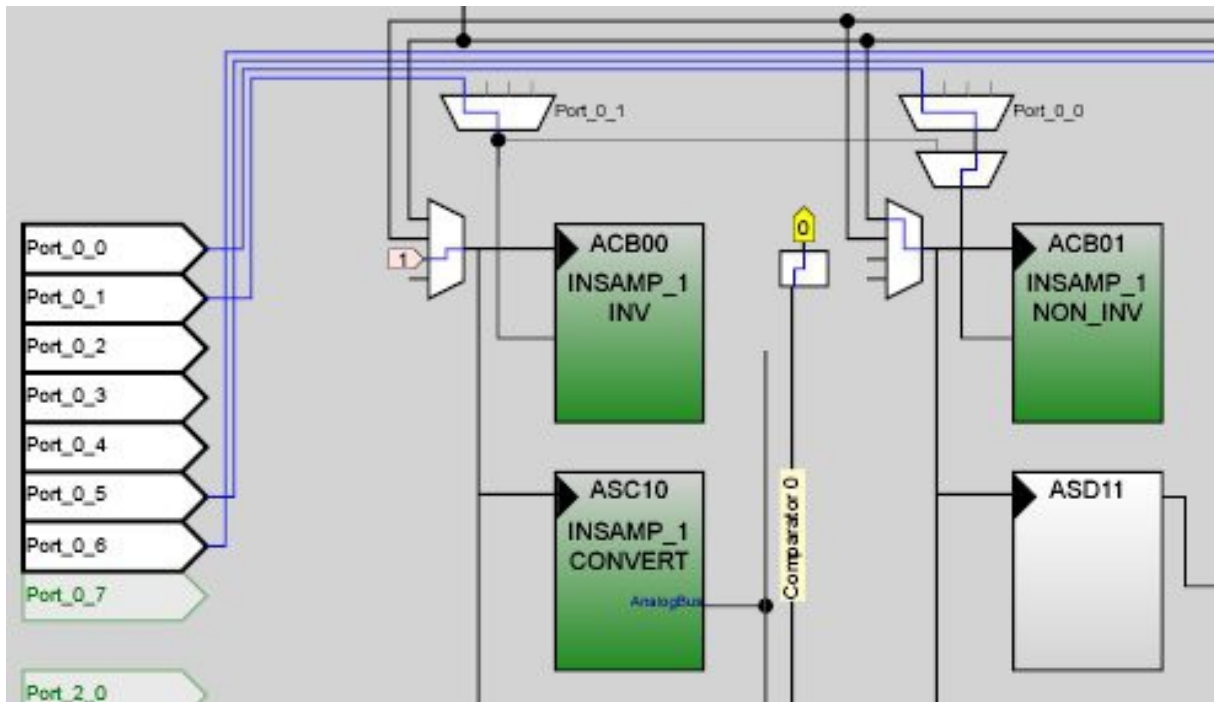 Port_0_1
Port_0_0
Port_0_0
Port_0_1
Port_0_2
Port_0_3
Port_0_4
Port_0_5
Port_0_6
Port_0_7
Port_2_0
1
ACB00
INSAMP_1
INV
0
ACB01
INSAMP_1
NON_INV
ASC10
INSAMP_1
CONVERT
AnalogBus
Comparator 0
ASD11